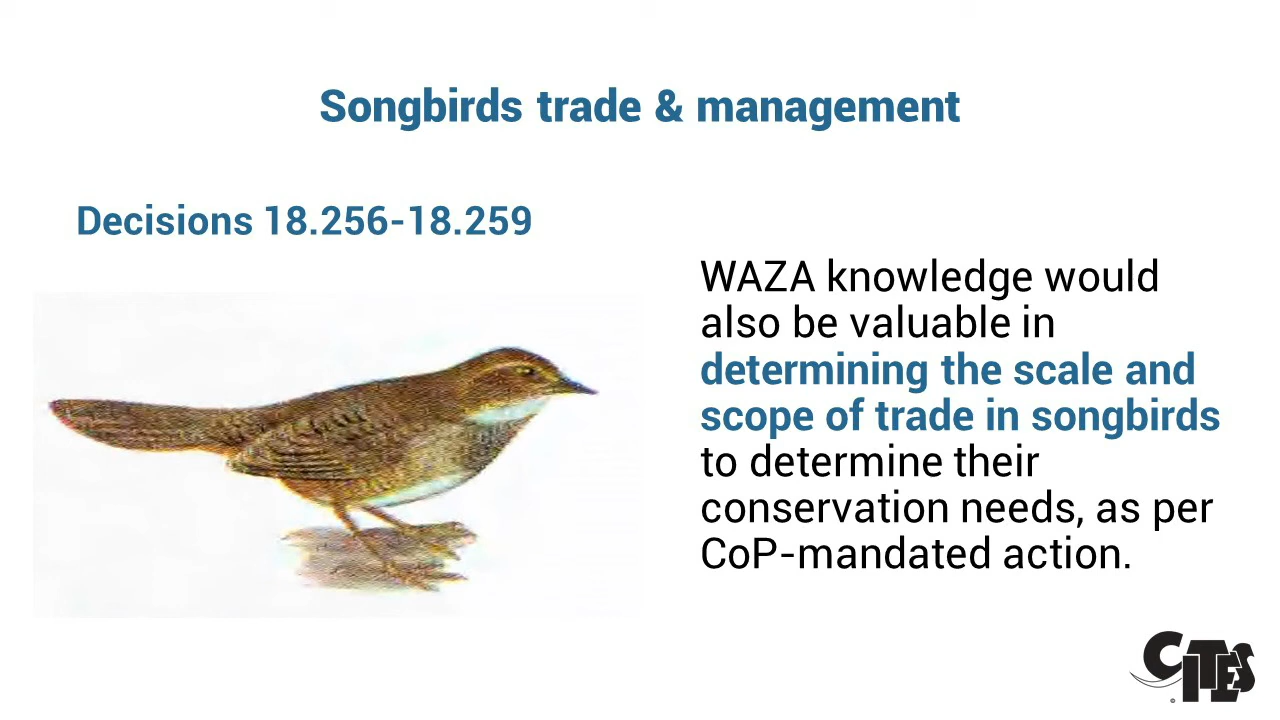 Songbirds trade & management
Decisions 18.256-18.259
WAZA knowledge would
also be valuable in
determining the scale and
scope of trade in songbirds
to determine their
conservation needs, as per
CoP-mandated action.
CITES
®